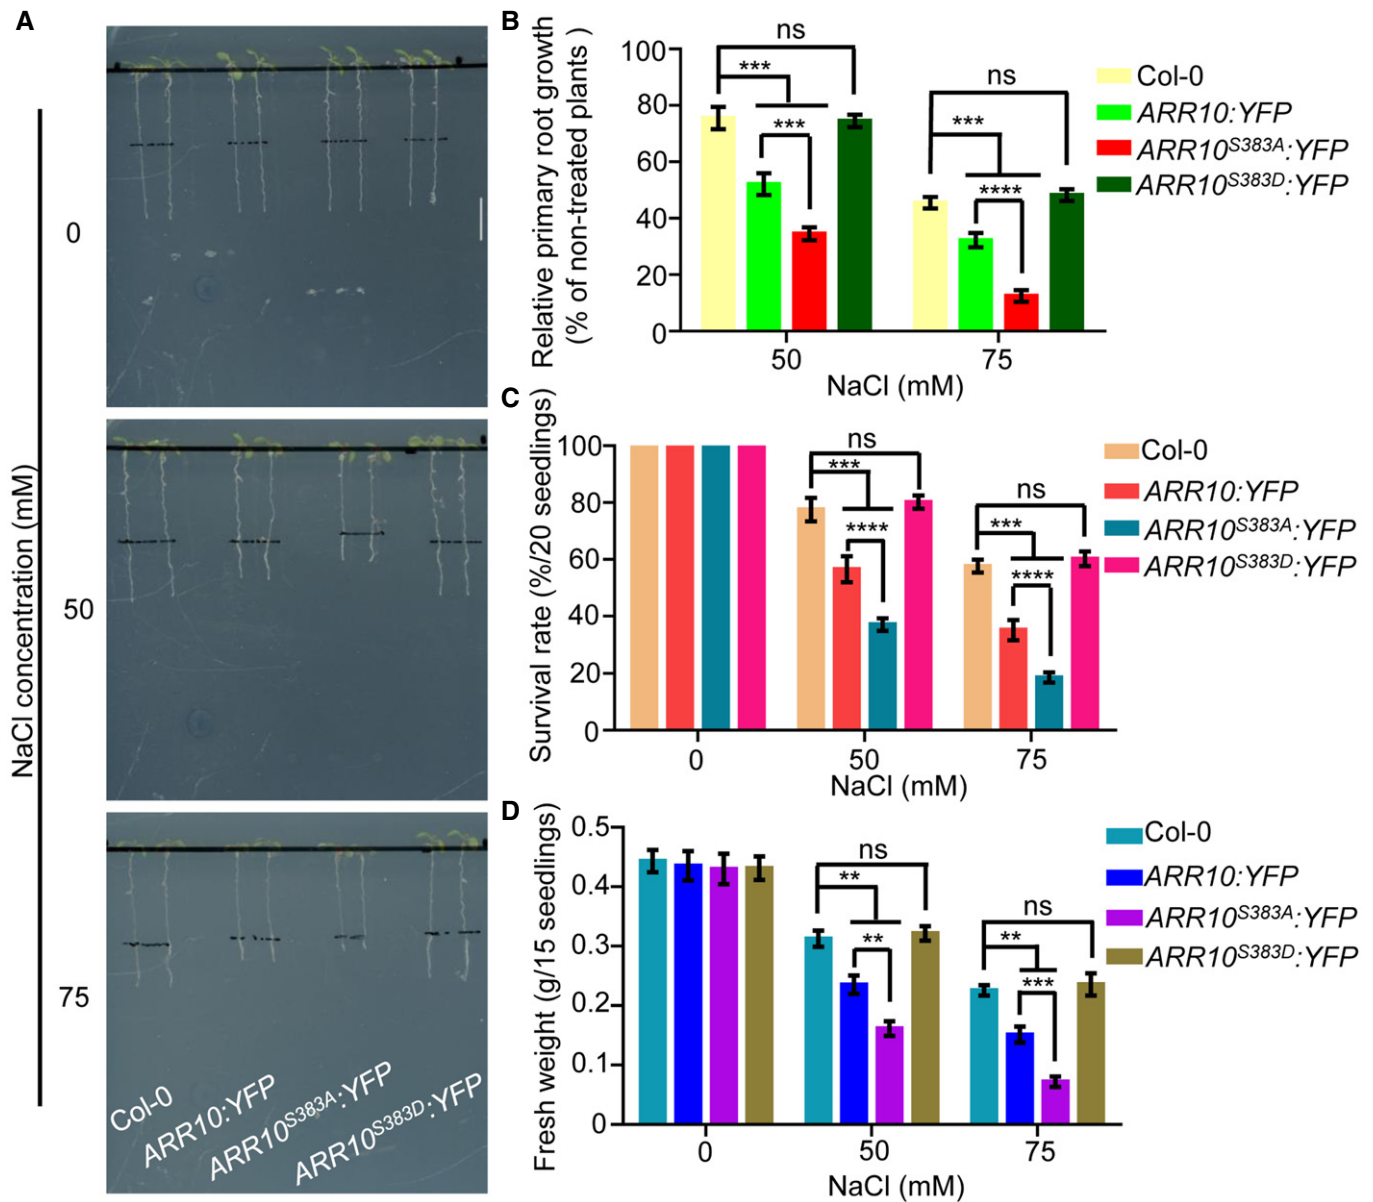 A
NaCl concentration (mM)
0
50
75
Col-0
ARR10:YFP
ARR10S383A:YFP
ARR10S383D:YFP
B
Relative primary root growth
(% of non-treated plants )
100
80
60
40
20
0
ns
***
***
ns
***
****
50
75
NaCl (mM)
Col-0
ARR10:YFP
ARR10S383A:YFP
ARR10S383D:YFP
C
Survival rate (%/20 seedlings)
100
80
60
40
20
0
ns
***
****
ns
***
****
0
50
75
NaCl (mM)
Col-0
ARR10:YFP
ARR10S383A:YFP
ARR10S383D:YFP
D
Fresh weight (g/15 seedlings)
0.5
0.4
0.3
0.2
0.1
0
ns
**
**
ns
**
***
0
50
75
NaCl (mM)
Col-0
ARR10:YFP
ARR10S383A:YFP
ARR10S383D:YFP